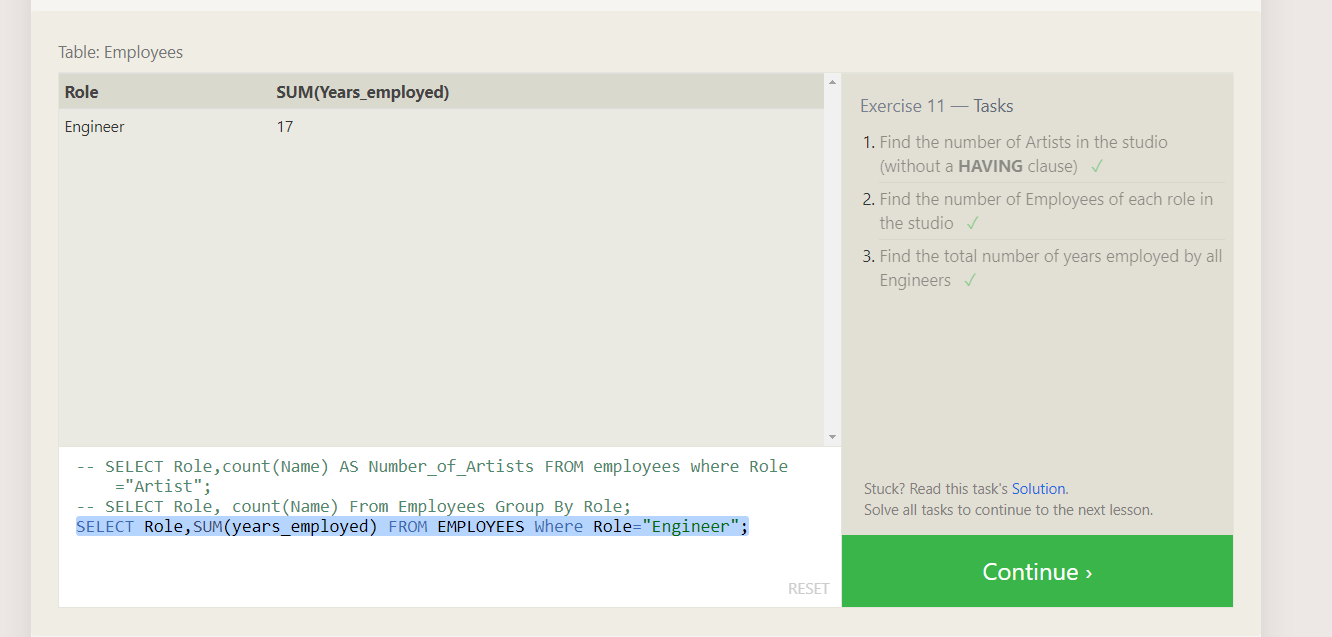 Table: Employees
Role SUM(Years_employed)
Engineer 17
Exercise 11 — Tasks
1. Find the number of Artists in the studio
(without a HAVING clause) ✓
2. Find the number of Employees of each role in
the studio ✓
3. Find the total number of years employed by all
Engineers ✓
-- SELECT Role,count(Name) AS Number_of_Artists FROM employees where Role
="Artist";
-- SELECT Role, count(Name) From Employees Group By Role;
SELECT Role,SUM(years_employed) FROM EMPLOYEES Where Role="Engineer";
RESET
Stuck? Read this task's Solution.
Solve all tasks to continue to the next lesson.
Continue ›